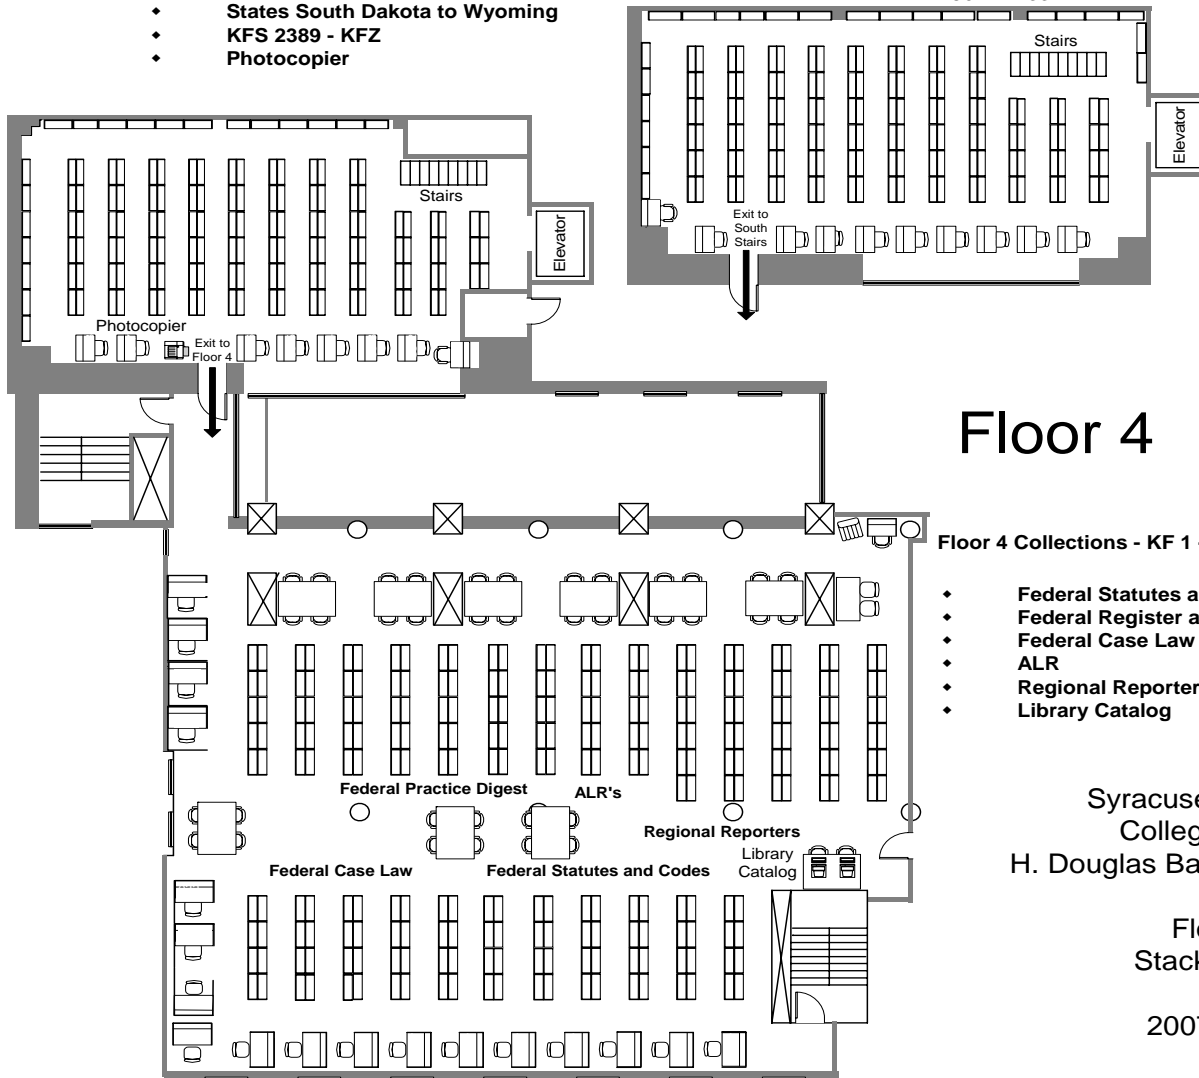 States South Dakota to Wyoming
KFS 2389 - KFZ
Photocopier
Stairs
Elevator
Exit to
South
Stairs
Stairs
Elevator
Photocopier
Exit to
Floor 4
Floor 4
Floor 4 Collections - KF 1
Federal Statutes
Federal Register
Federal Case Law
ALR
Regional Reporter
Library Catalog
Federal Practice Digest
ALR's
Regional Reporters
Library
Catalog
Federal Case Law
Federal Statutes and Codes
Syracuse
Colleg
H. Douglas Ba
Flo
Stack
2007